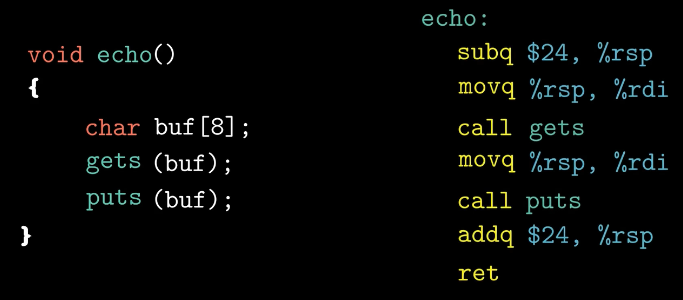 void echo()
{
char buf[8];
gets (buf);
puts (buf);
}
echo:
subq $24, %rsp
movq %rsp, %rdi
call gets
movq %rsp, %rdi
call puts
addq $24, %rsp
ret